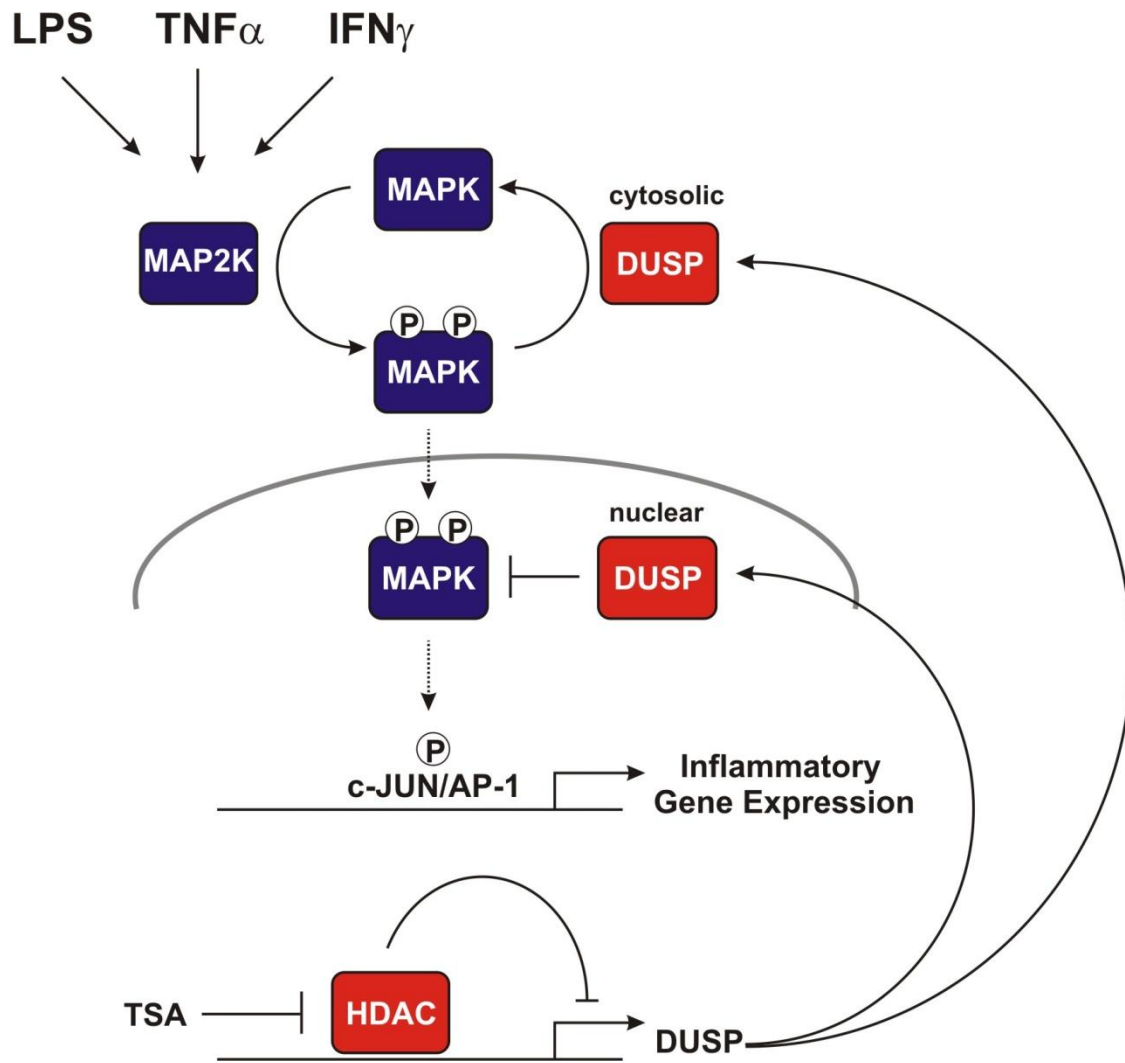 LPS TNFα IFNγ
MAPK
cytosolic
MAP2K
DUSP
P P
MAPK
P P
nuclear
MAPK
DUSP
P
c-JUN/AP-1
Inflammatory
Gene Expression
TSA
HDAC
DUSP